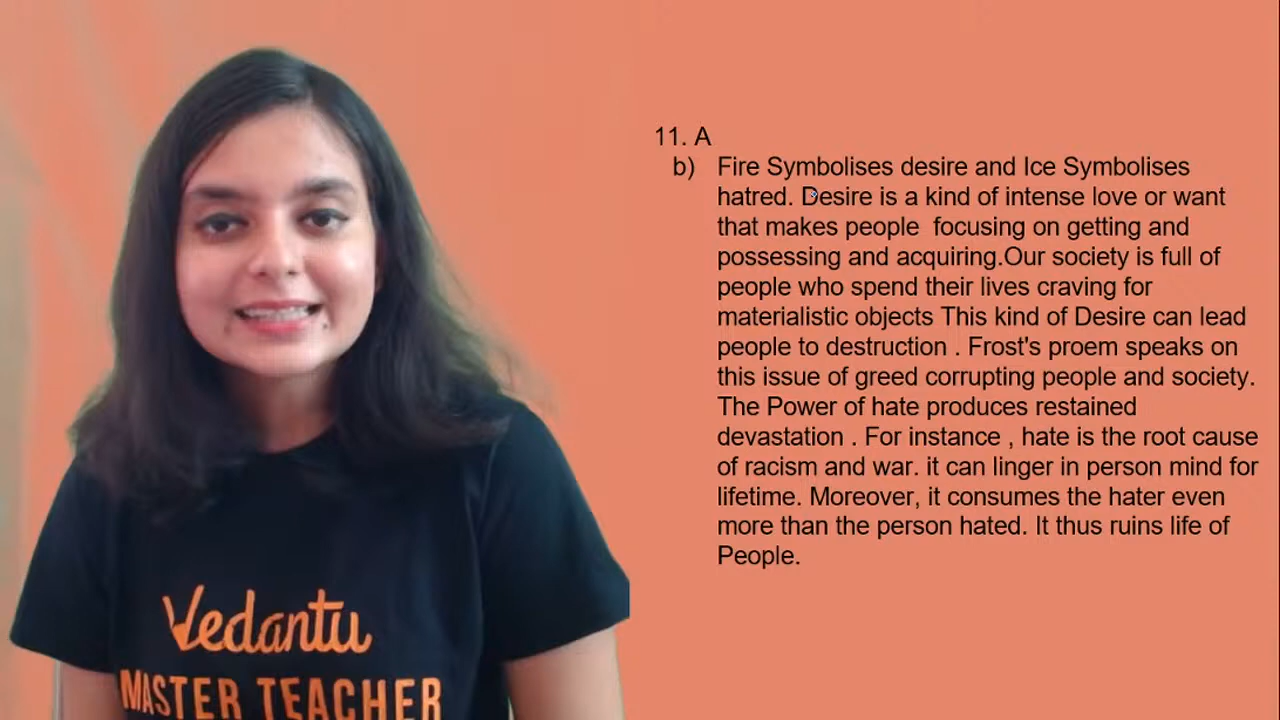 11. A
b) Fire Symbolises desire and Ice Symbolises
hatred. Desire is a kind of intense love or want
that makes people focusing on getting and
possessing and acquiring.Our society is full of
people who spend their lives craving for
materialistic objects This kind of Desire can lead
people to destruction . Frost's proem speaks on
this issue of greed corrupting people and society.
The Power of hate produces restained
devastation . For instance , hate is the root cause
of racism and war. it can linger in person mind for
lifetime. Moreover, it consumes the hater even
more than the person hated. It thus ruins life of
People.
Vedantu
MASTER TEACHER